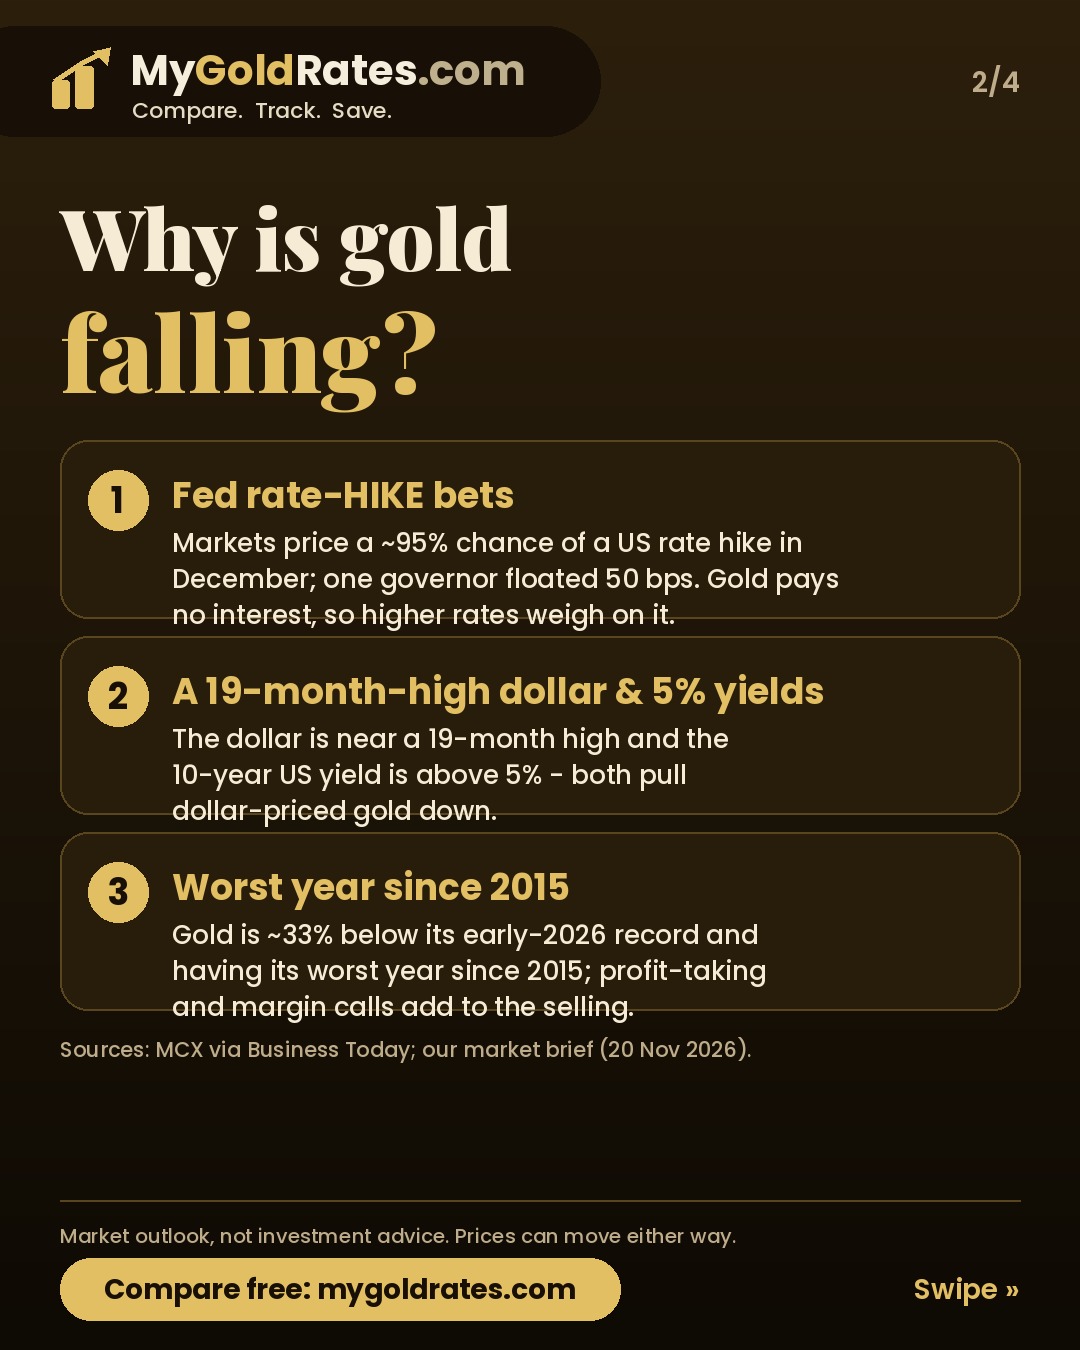 MyGoldRates.com
Compare. Track. Save.
2/4
Why is gold
falling?
1
Fed rate-HIKE bets
Markets price a ~95% chance of a US rate hike in
December; one governor floated 50 bps. Gold pays
no interest, so higher rates weigh on it.
2
A 19-month-high dollar & 5% yields
The dollar is near a 19-month high and the
10-year US yield is above 5% - both pull
dollar-priced gold down.
3
Worst year since 2015
Gold is ~33% below its early-2026 record and
having its worst year since 2015; profit-taking
and margin calls add to the selling.
Sources: MCX via Business Today; our market brief (20 Nov 2026).
Market outlook, not investment advice. Prices can move either way.
Compare free: mygoldrates.com
Swipe »